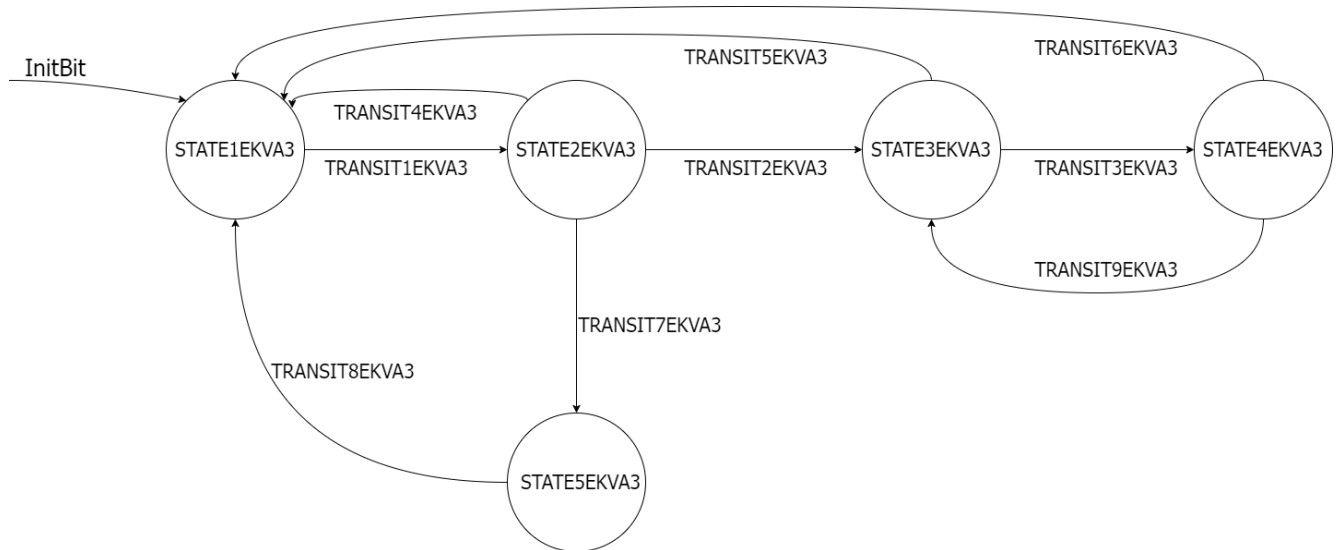 TRANSIT6EKVA3
TRANSIT5EKVA3
InitBit
TRANSIT4EKVA3
STATE1EKVA3
STATE2EKVA3
STATE3EKVA3
STATE4EKVA3
TRANSIT1EKVA3
TRANSIT2EKVA3
TRANSIT3EKVA3
TRANSIT9EKVA3
TRANSIT7EKVA3
TRANSIT8EKVA3
STATE5EKVA3